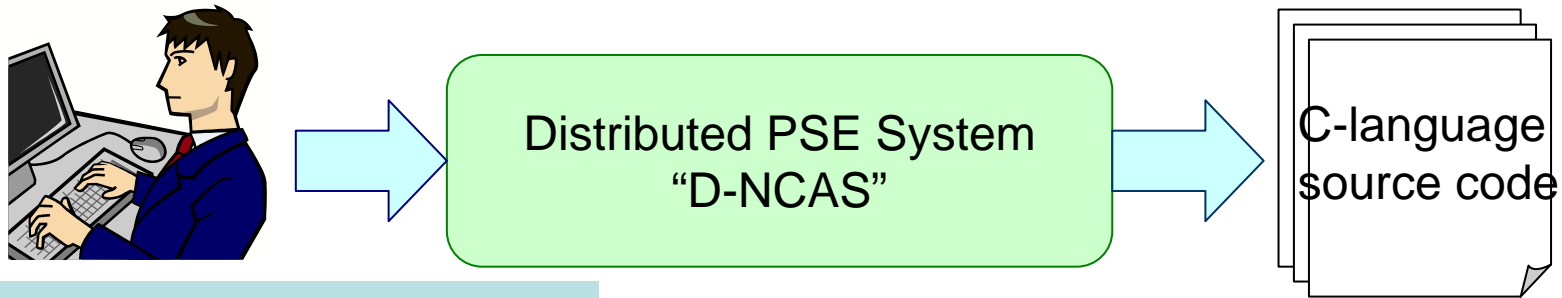 Distributed PSE System
“D-NCAS”
C-language
source code